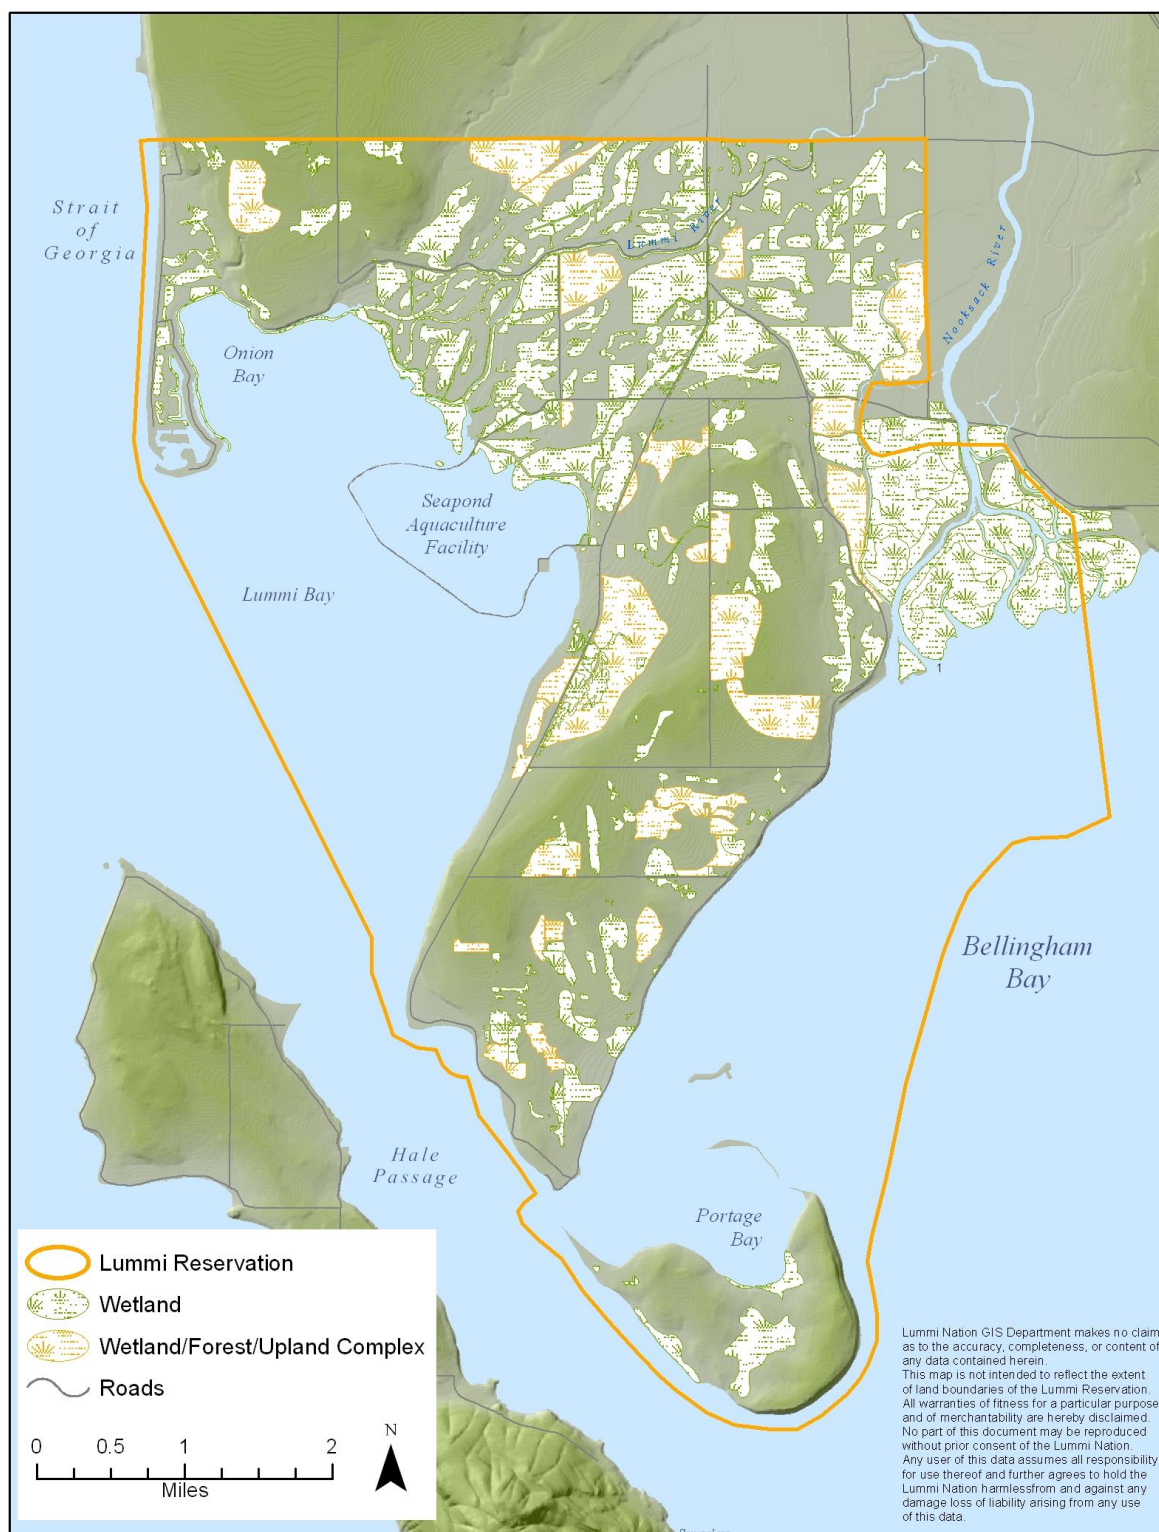 Strait
of
Georgia
Lummi River
Nooksack River
Onion
Bay
Seapond
Aquaculture
Facility
Lummi Bay
1
Bellingham
Bay
Hale
Passage
Portage
Bay
Lummi Reservation
Wetland
Wetland/Forest/Upland Complex
Roads
0 0.5 1 2
Miles
N
Lummi Nation GIS Department makes no claim
as to the accuracy, completeness, or content of
any data contained herein.
This map is not intended to reflect the extent
of land boundaries of the Lummi Reservation.
All warranties of fitness for a particular purpose
and of merchantability are hereby disclaimed.
No part of this document may be reproduced
without prior consent of the Lummi Nation.
Any user of this data assumes all responsibility
for use thereof and further agrees to hold the
Lummi Nation harmlessfrom and against any
damage loss of liability arising from any use
of this data.